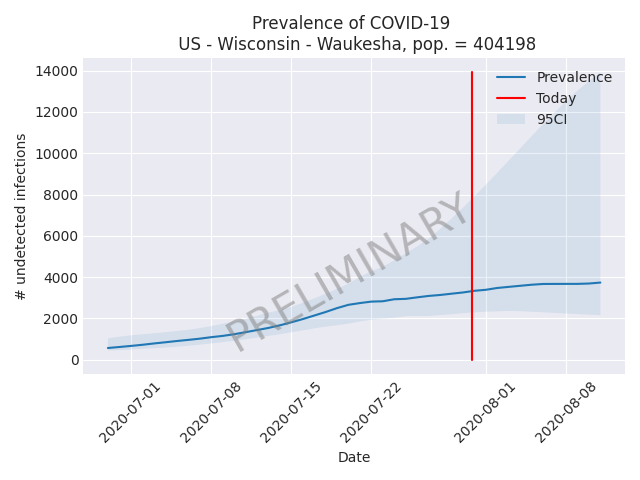 Prevalence of COVID-19
US - Wisconsin - Waukesha, pop. = 404198
14000
12000
10000
8000
6000
4000
2000
0
# undetected infections
Prevalence
Today
95CI
PRELIMINARY
2020-07-01
2020-07-08
2020-07-15
2020-07-22
2020-08-01
2020-08-08
Date